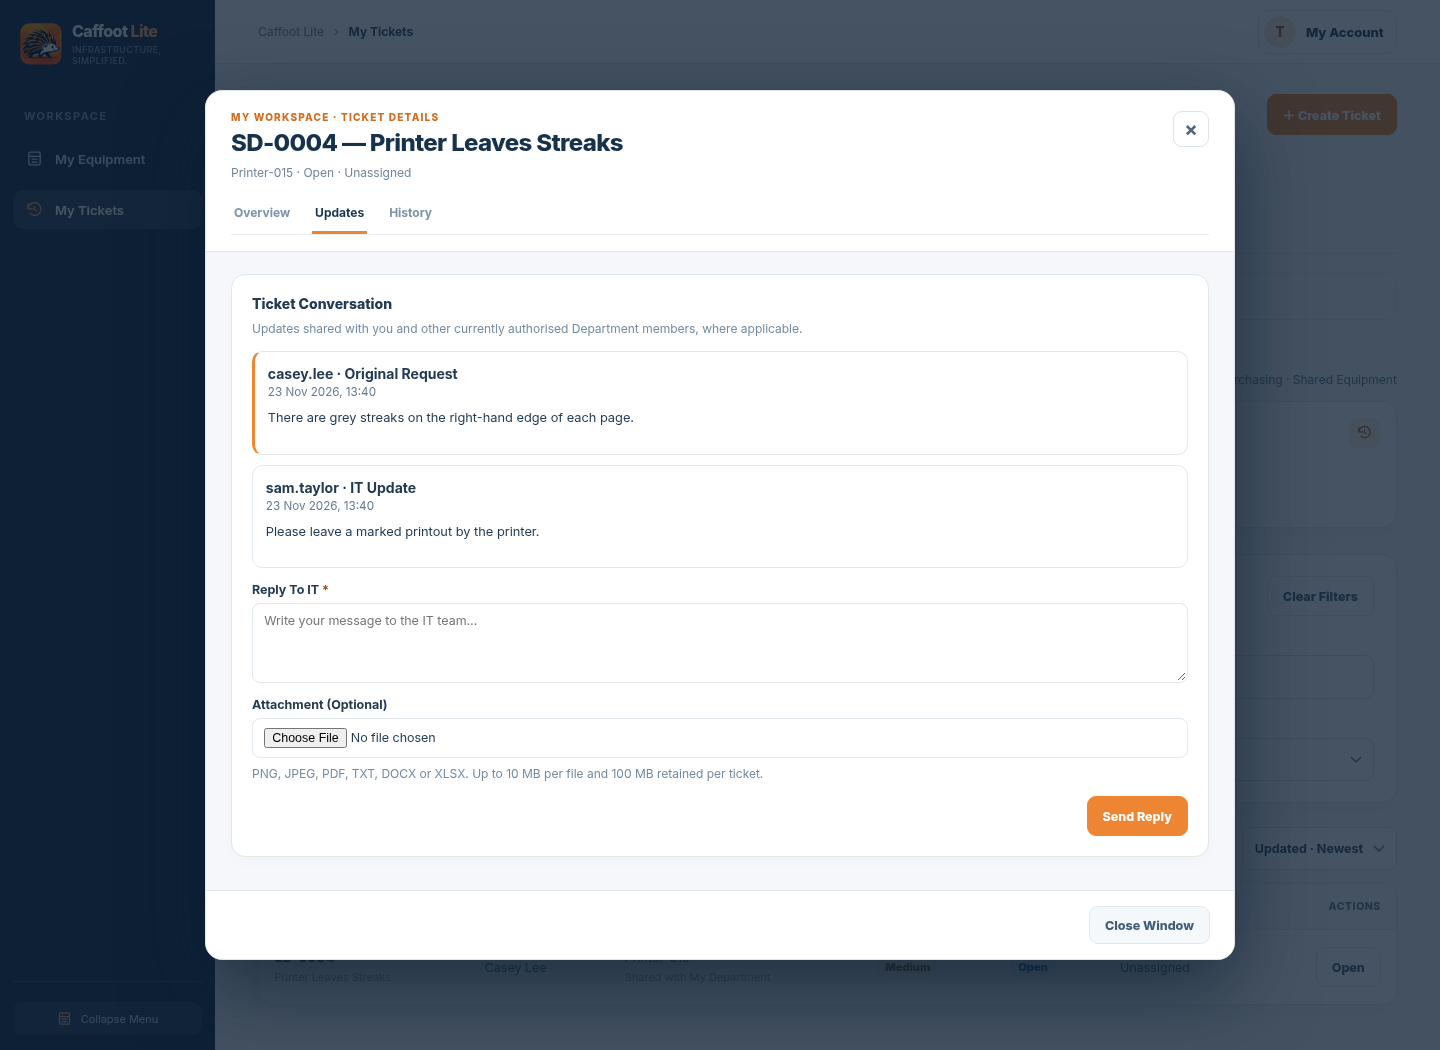 Caffoot Lite
INFRASTRUCTURE,
SIMPLIFIED.
WORKSPACE
My Equipment
My Tickets
Collapse Menu
Caffoot Lite › My Tickets
T My Account
+ Create Ticket
MY WORKSPACE · TICKET DETAILS
SD-0004 — Printer Leaves Streaks
Printer-015 · Open · Unassigned
Overview Updates History
Ticket Conversation
Updates shared with you and other currently authorised Department members, where applicable.
casey.lee · Original Request
23 Nov 2026, 13:40
There are grey streaks on the right-hand edge of each page.
sam.taylor · IT Update
23 Nov 2026, 13:40
Please leave a marked printout by the printer.
Reply To IT *
Write your message to the IT team...
Attachment (Optional)
Choose File No file chosen
PNG, JPEG, PDF, TXT, DOCX or XLSX. Up to 10 MB per file and 100 MB retained per ticket.
Send Reply
Close Window
· Shared Equipment
Clear Filters
Updated · Newest
ACTIONS
Casey Lee Medium Open Unassigned Open
Printer Leaves Streaks Shared with My Department